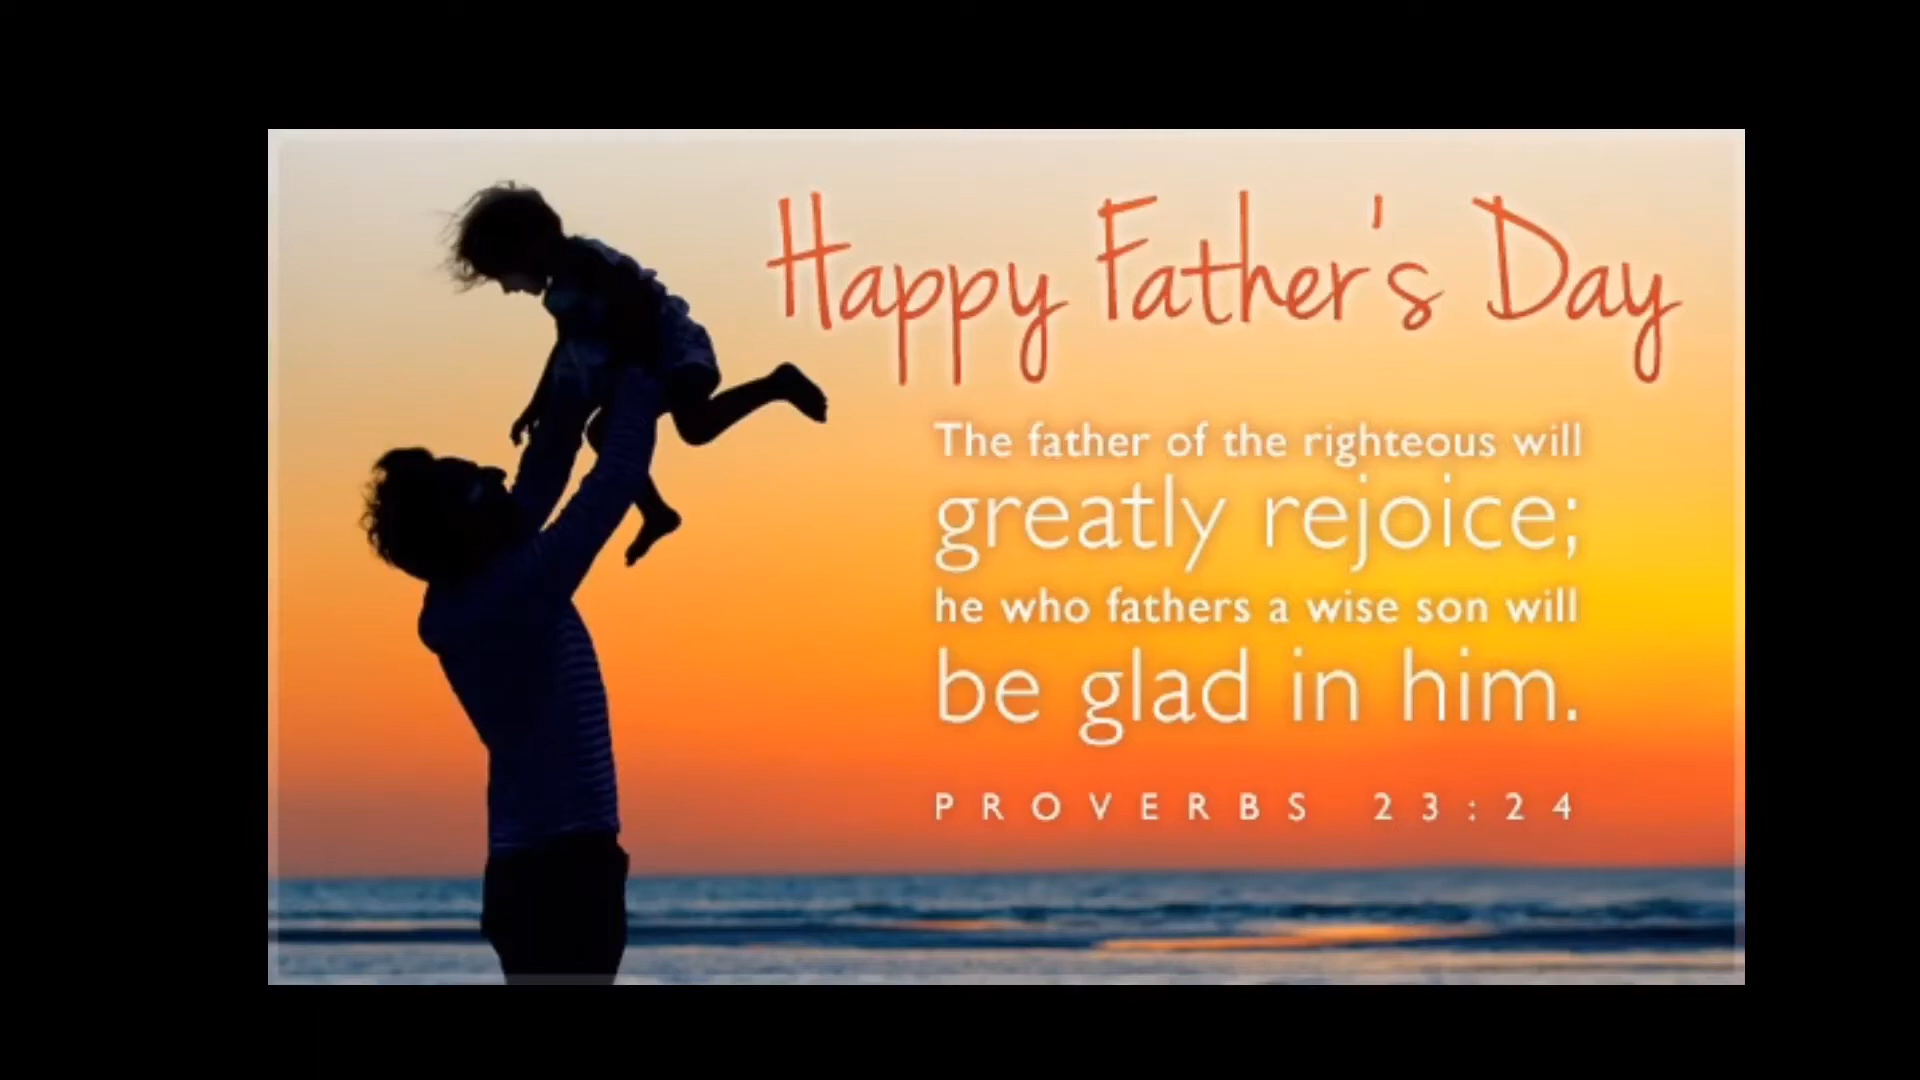 Happy Father's Day
The father of the righteous will
greatly rejoice;
he who fathers a wise son will
be glad in him.
PROVERBS 23:24